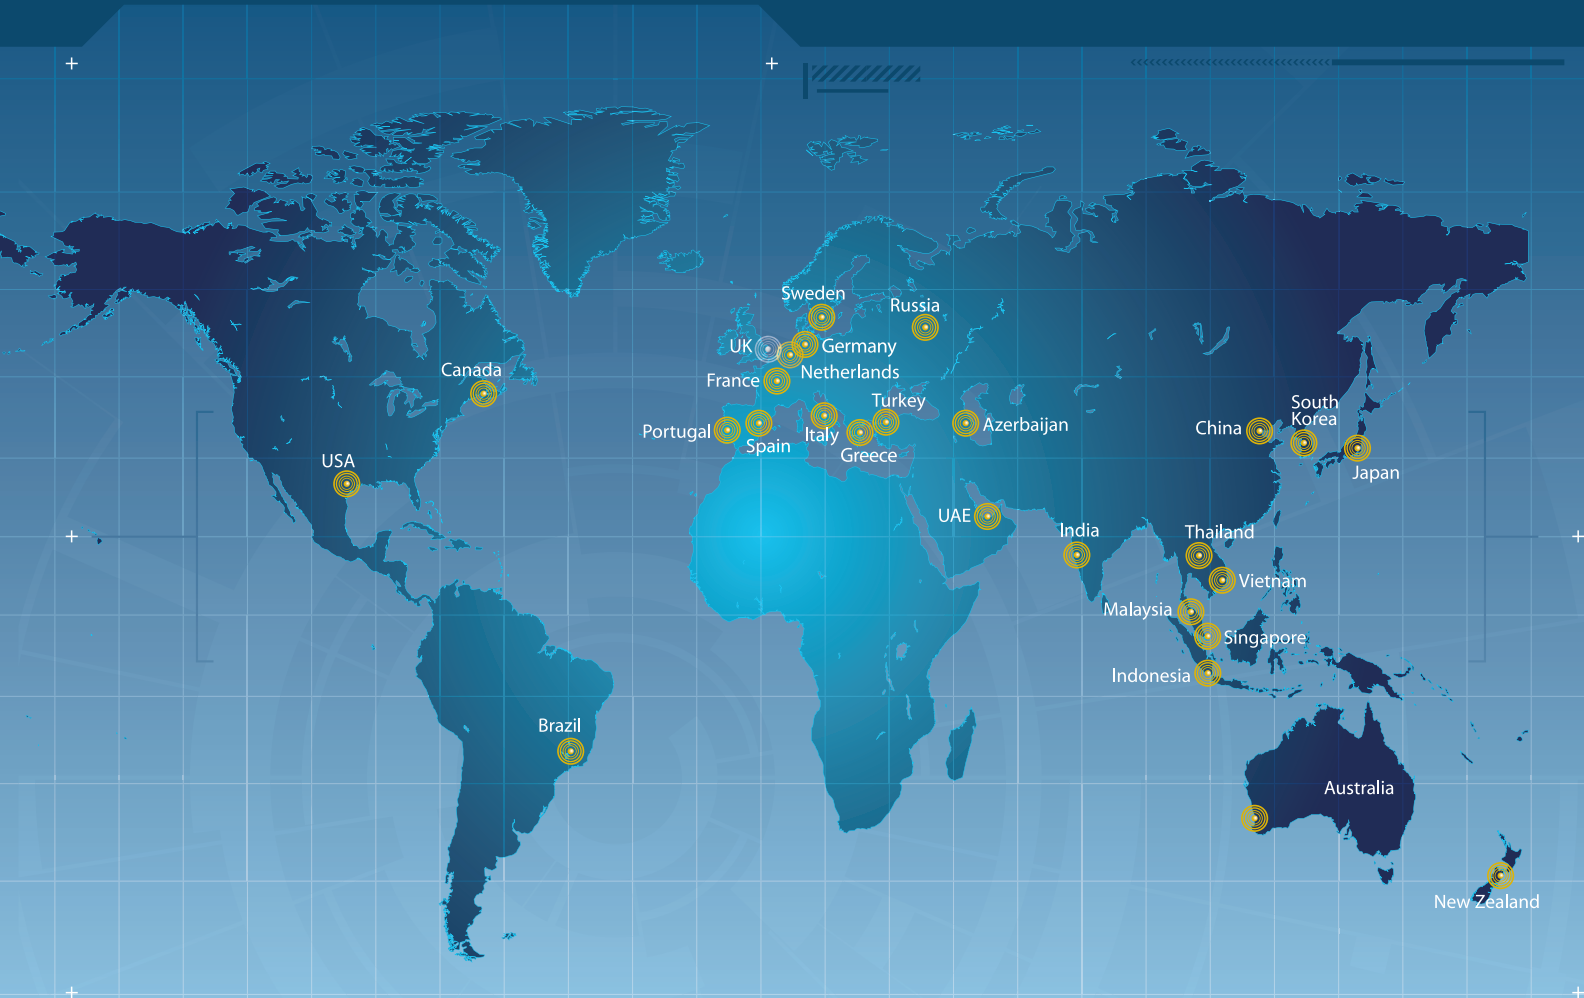 Sweden
Russia
UK
Germany
Canada
Netherlands
France
Turkey
South
Korea
Portugal
Azerbaijan
China
Spain
Italy
Greece
USA
Japan
UAE
India
Thailand
Vietnam
Malaysia
Singapore
Indonesia
Brazil
Australia
New Zealand